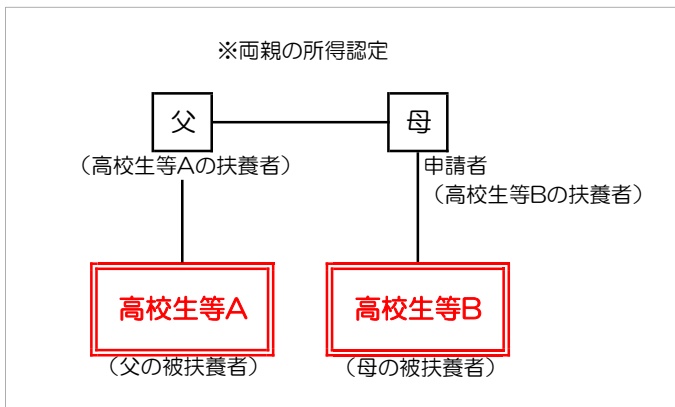 ※両親の所得認定
父
母
（高校生等Aの扶養者）
申請者
（高校生等Bの扶養者）
高校生等A
高校生等B
（父の被扶養者）
（母の被扶養者）